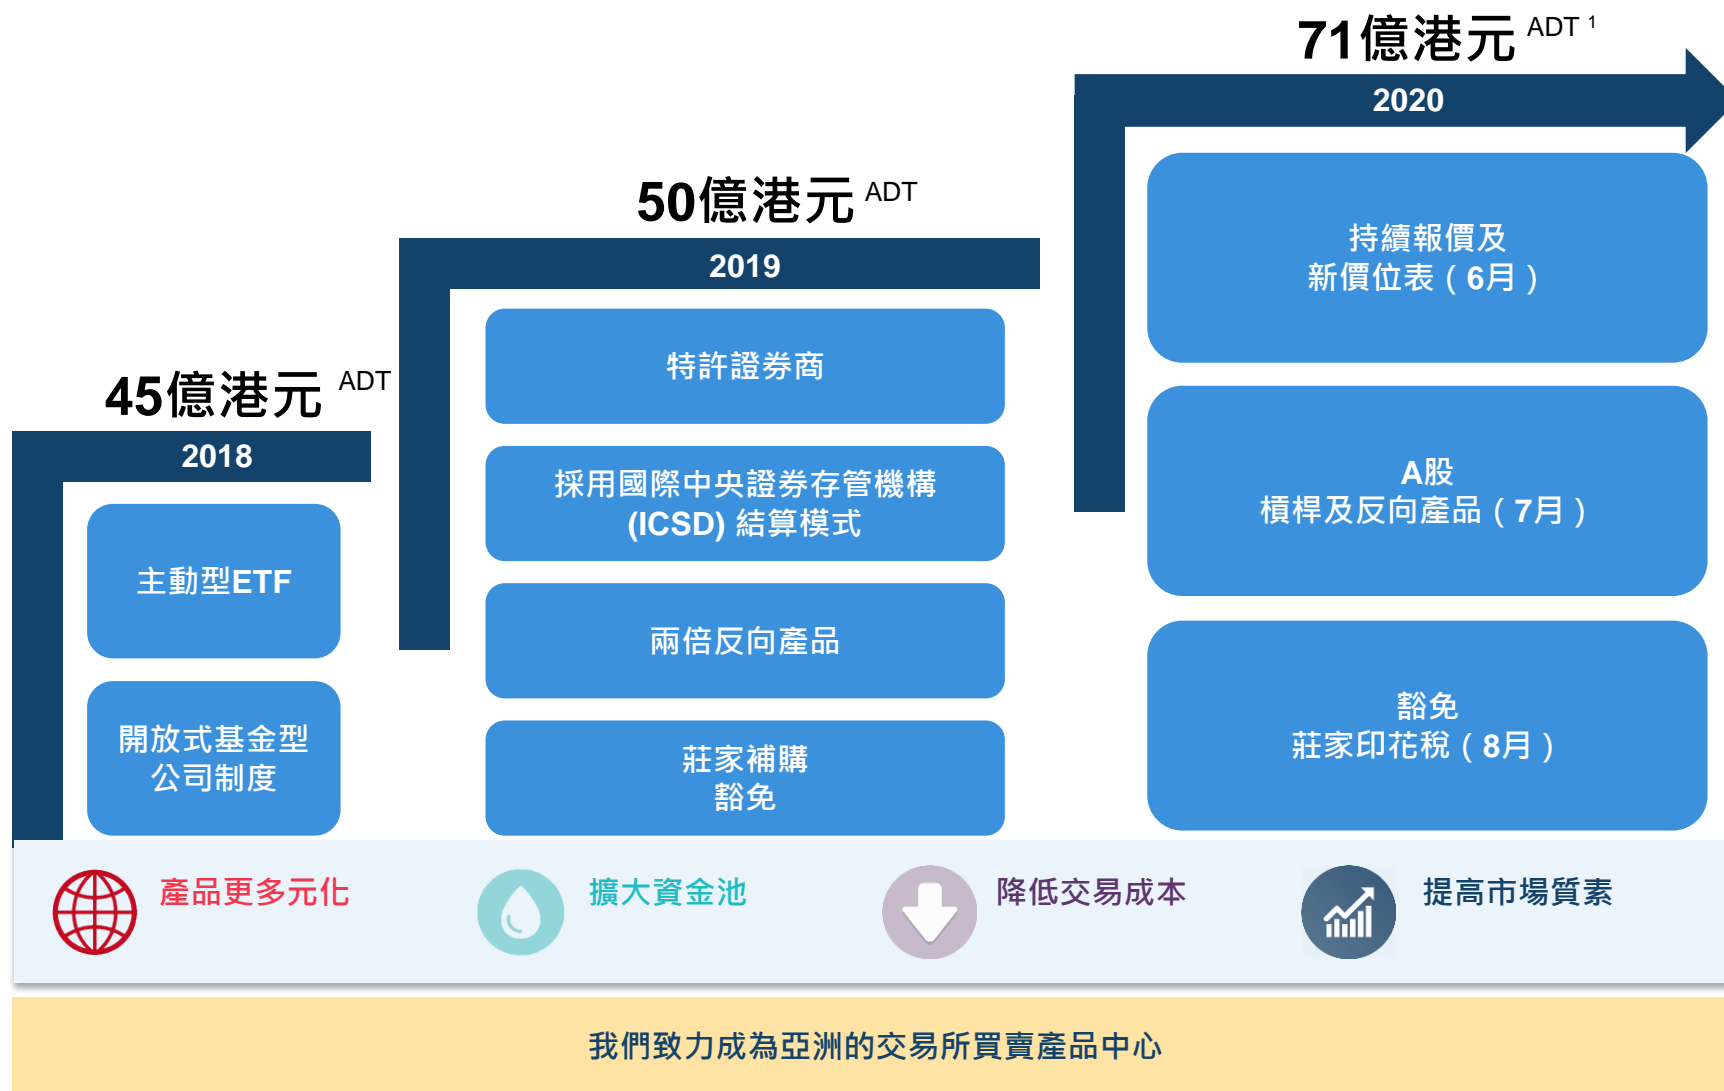 45億港元 ADT
2018
主動型ETF
開放式基金型
公司制度
50億港元 ADT
2019
特許證券商
採用國際中央證券存管機構
(ICSD) 結算模式
兩倍反向產品
莊家補購
豁免
71億港元 ADT 1
2020
持續報價及
新價位表（6月）
A股
槓桿及反向產品（7月）
豁免
莊家印花稅（8月）
產品更多元化
擴大資金池
降低交易成本
提高市場質素
我們致力成為亞洲的交易所買賣產品中心